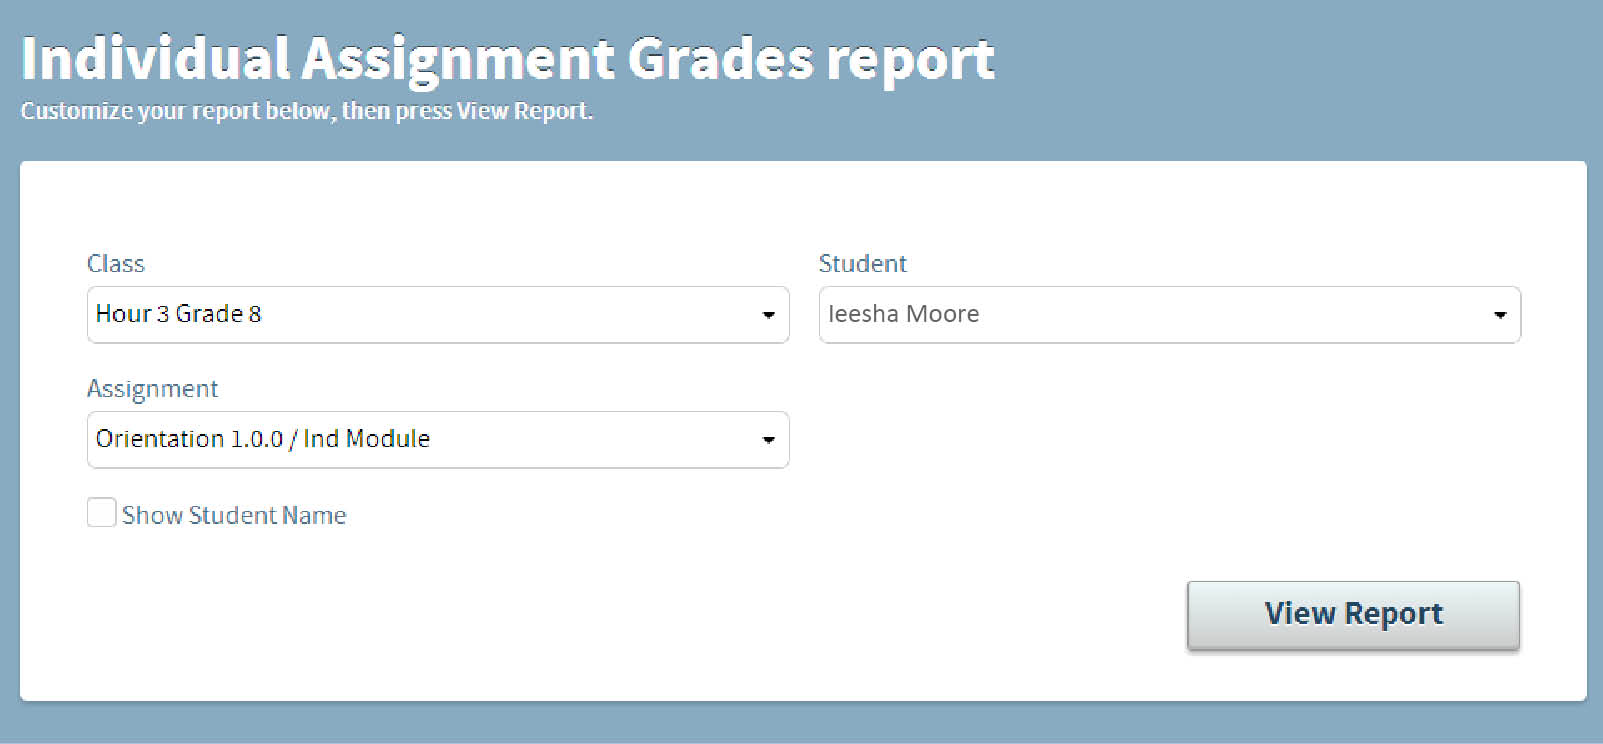 Individual Assignment Grades report
Customize your report below, then press View Report.
Class
Student
Hour 3 Grade 8
Ieesha Moore
Assignment
Orientation 1.0.0 / Ind Module
Show Student Name
View Report